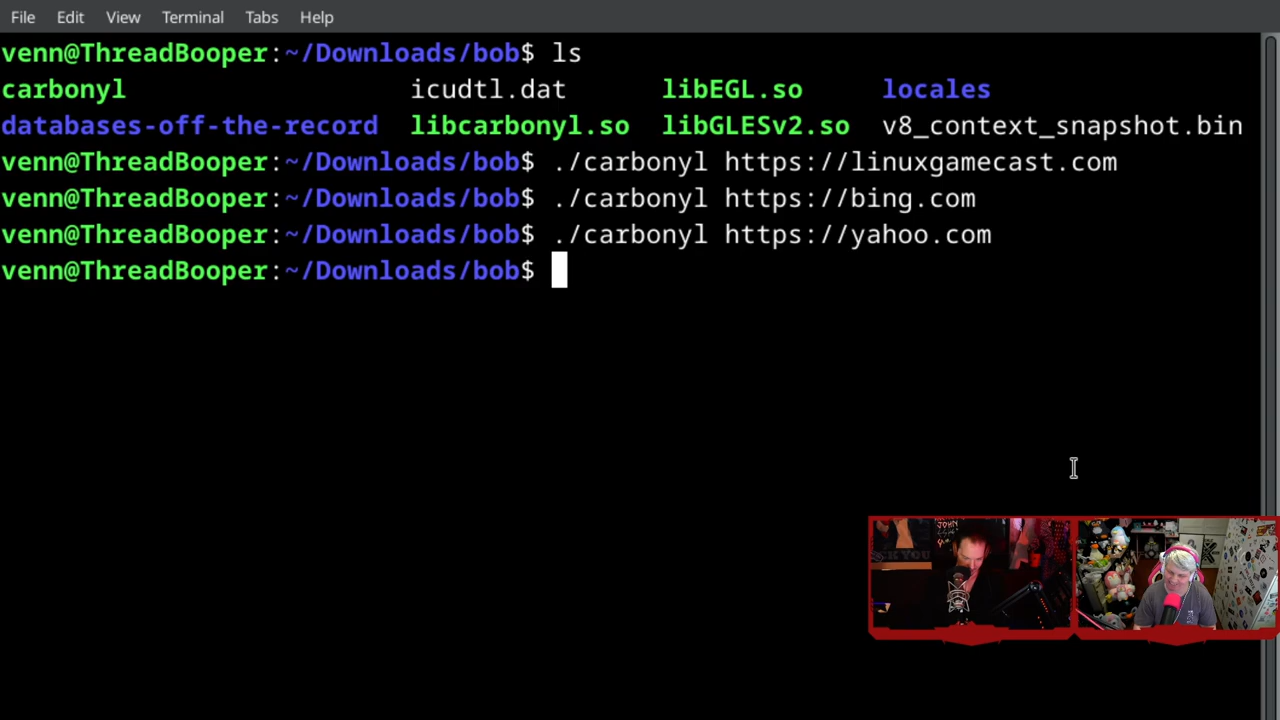 File Edit View Terminal Tabs Help
venn@ThreadBooper:~/Downloads/bob$ ls
carbonyl icudtl.dat libEGL.so locales
databases-off-the-record libcarbonyl.so libGLESv2.so v8_context_snapshot.bin
venn@ThreadBooper:~/Downloads/bob$ ./carbonyl https://linuxgamecast.com
venn@ThreadBooper:~/Downloads/bob$ ./carbonyl https://bing.com
venn@ThreadBooper:~/Downloads/bob$ ./carbonyl https://yahoo.com
venn@ThreadBooper:~/Downloads/bob$
JOHN
YOU